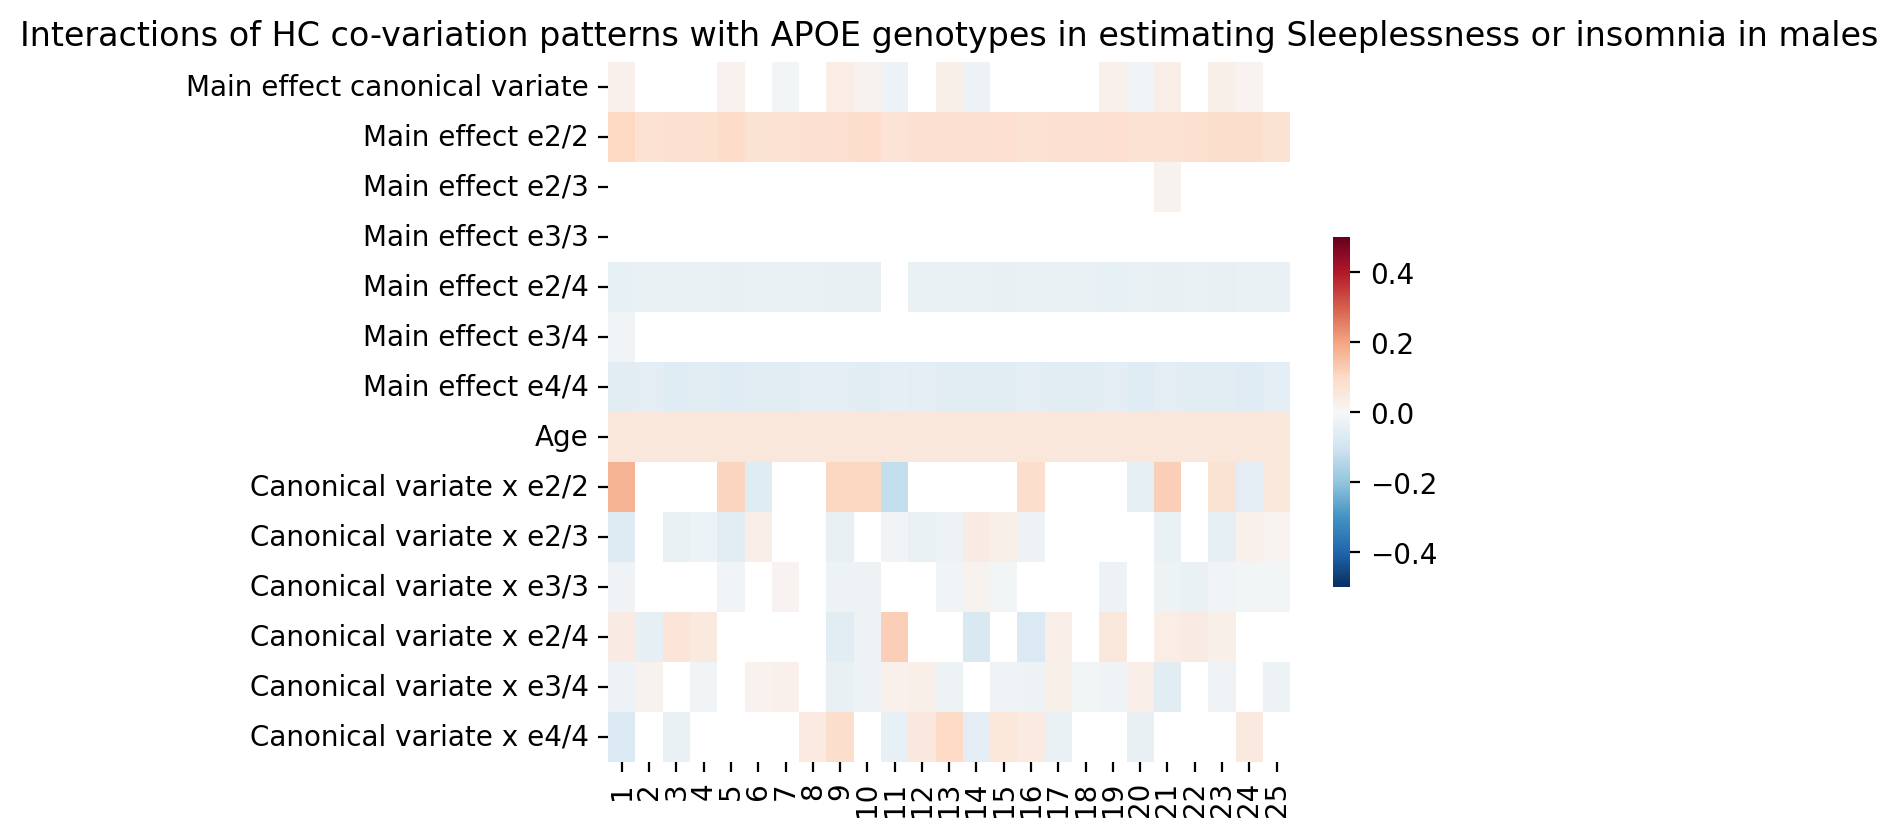 Interactions of HC co-variation patterns with APOE genotypes in estimating Sleeplessness or insomnia in males
Main effect canonical variate
Main effect e2/2
Main effect e2/3
Main effect e3/3
Main effect e2/4
Main effect e3/4
Main effect e4/4
Age
Canonical variate x e2/2
Canonical variate x e2/3
Canonical variate x e3/3
Canonical variate x e2/4
Canonical variate x e3/4
Canonical variate x e4/4
1 2 3 4 5 6 7 8 9 10 11 12 13 14 15 16 17 18 19 20 21 22 23 24 25
0.4
0.2
0.0
−0.2
−0.4